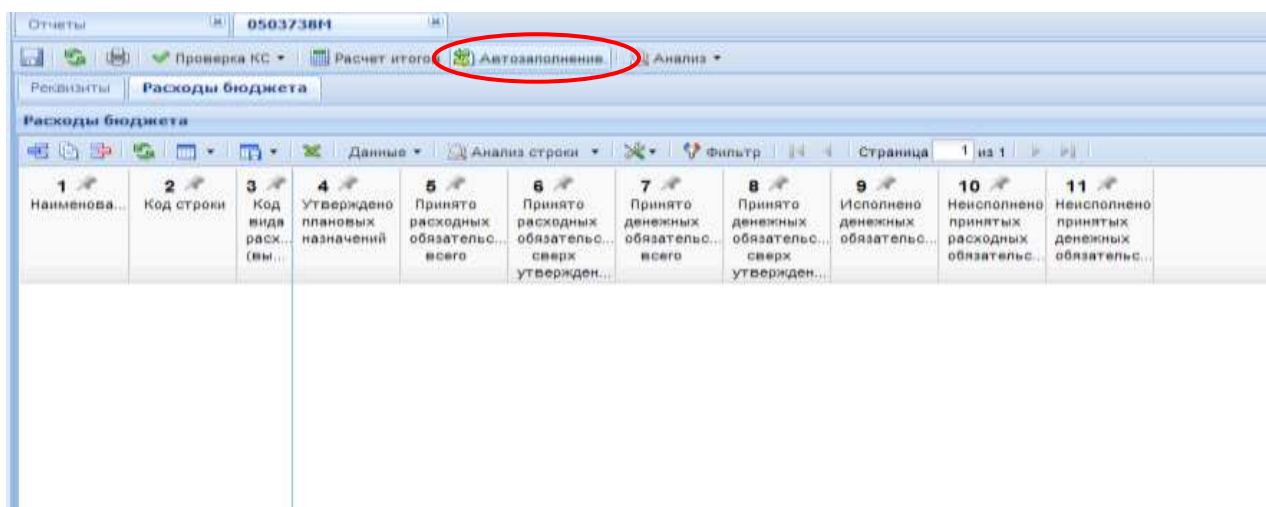 Отчеты 0503738М
Проверка КС Расчет итогов Автозаполнение Анализ
Реквизиты Расходы бюджета
Расходы бюджета
Данные Анализ строки Фильтр Страница 1 из 1
1 2 3 4 5 6 7 8 9 10 11
Наименова... Код строки Код Утверждено Принято Принято Принято Принято Исполнено Неисполнено Неисполнено
вида плановых расходных расходных денежных денежных денежных принятых принятых
расх... назначений обязательс... обязательс... обязательс... обязательс... обязательс... расходных денежных
(вы... всего сверх всего сверх обязательс... обязательс...
утвержден... утвержден...